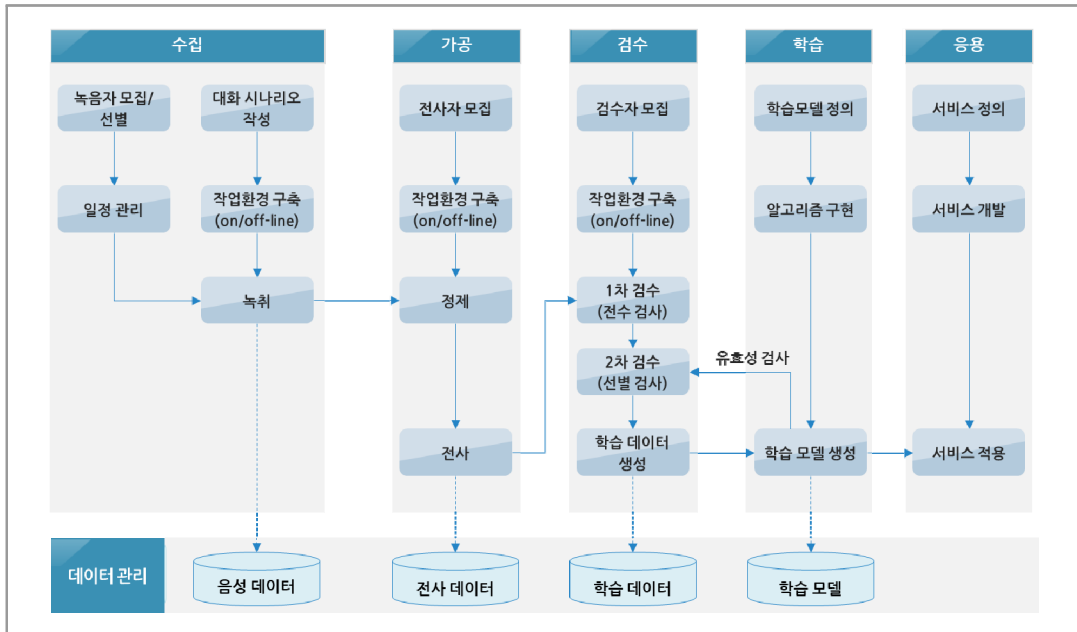 수집
가공
검수
학습
응용
녹음자 모집/
선별
대화 시나리오
작성
전사자 모집
검수자 모집
학습모델 정의
서비스 정의
일정 관리
작업환경 구축
(on/off-line)
작업환경 구축
(on/off-line)
작업환경 구축
(on/off-line)
알고리즘 구현
서비스 개발
녹취
정제
1차 검수
(전수 검사)
2차 검수
(선별 검사)
유효성 검사
전사
학습 데이터
생성
학습 모델 생성
서비스 적용
데이터 관리
음성 데이터
전사 데이터
학습 데이터
학습 모델